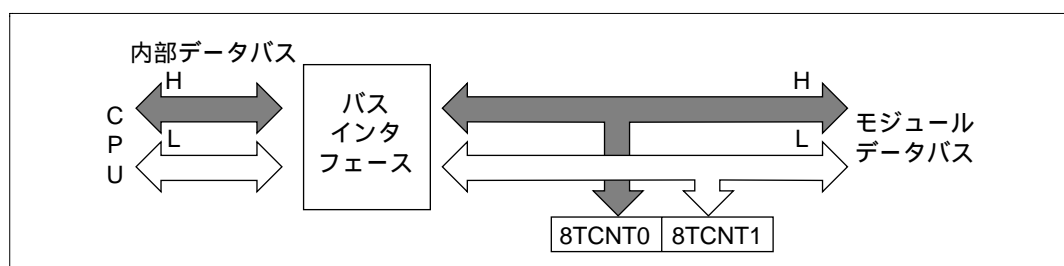 内部データバス
H
L
CPU
バス
インタ
フェース
H
L
モジュール
データバス
8TCNT0
8TCNT1